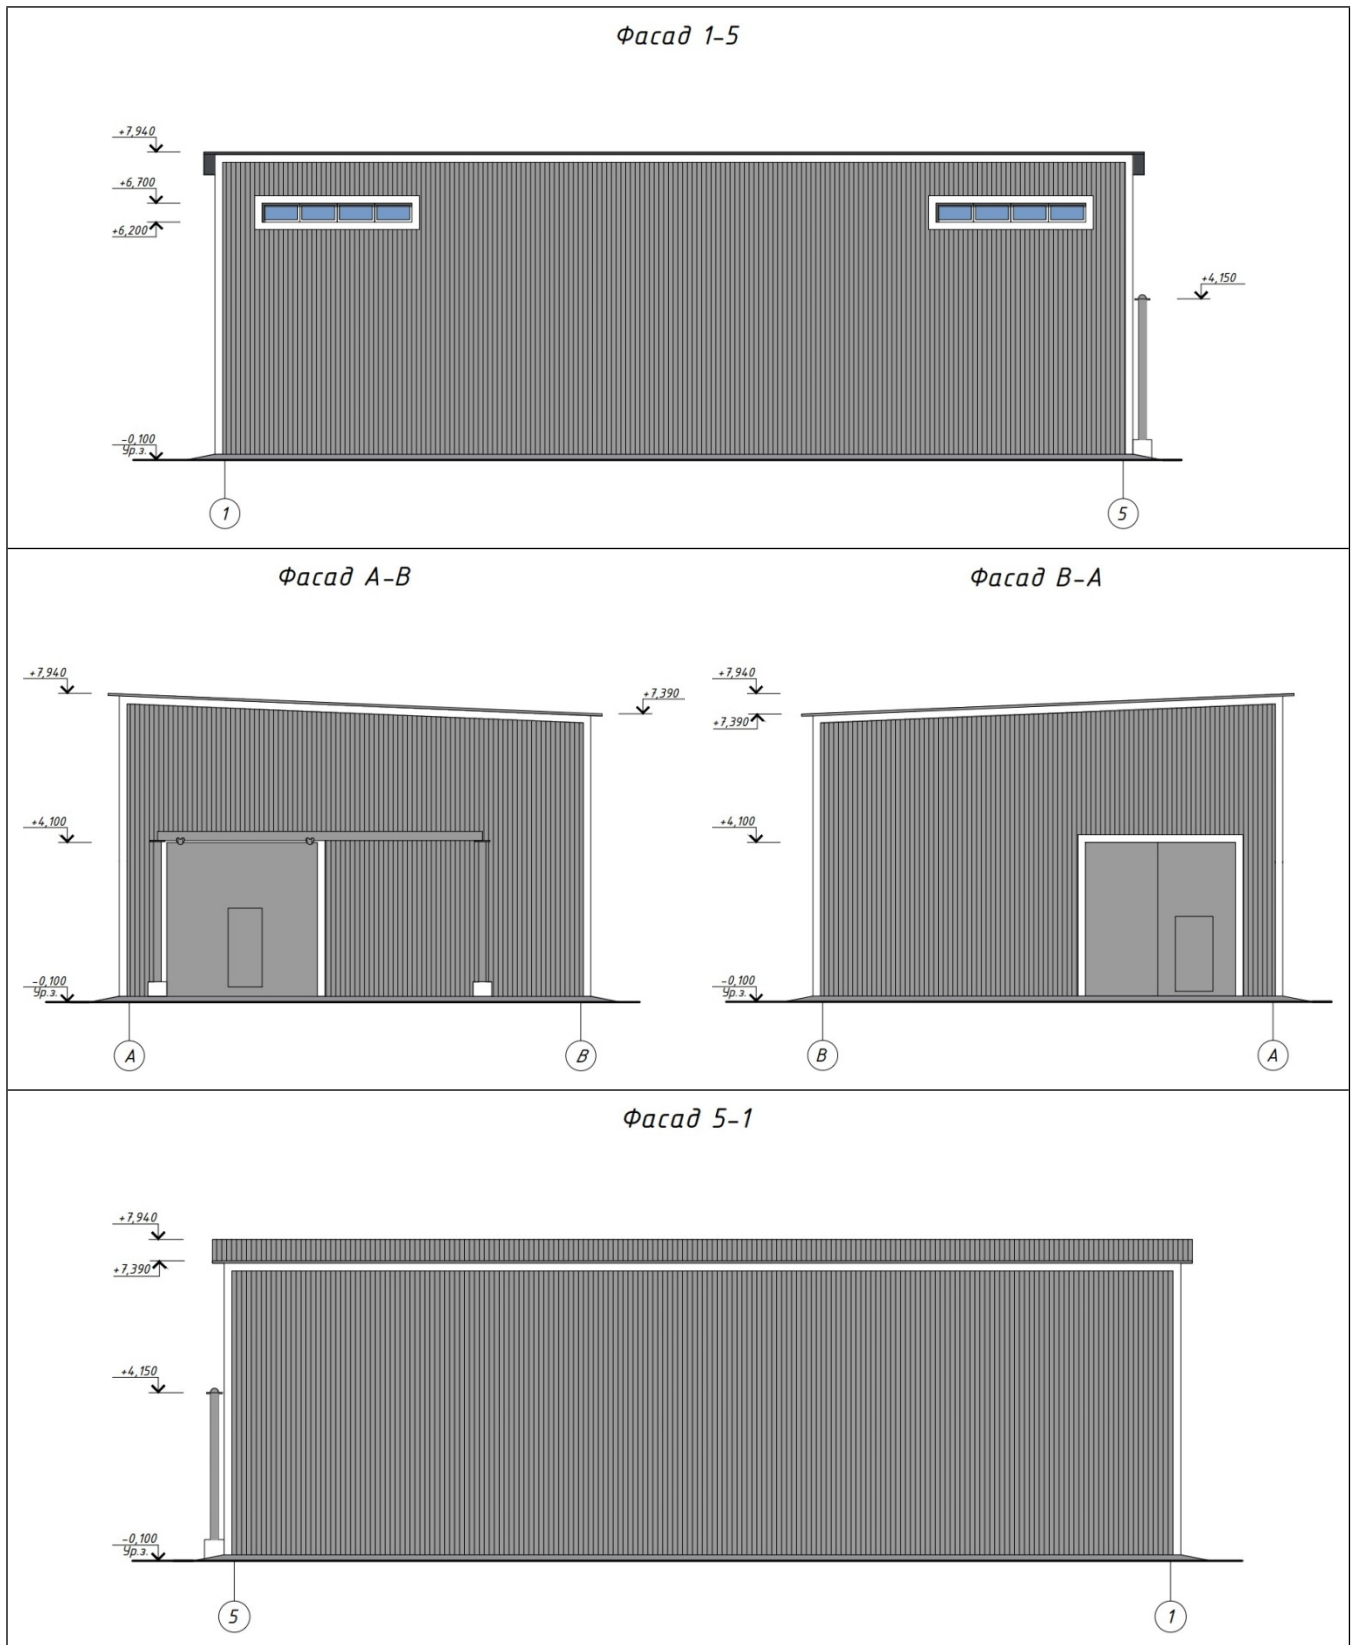 Фасад 1-5
+7,940
+6,700
+6,200
+4,150
-0,100
Ур.з.
1
5
Фасад А-В
Фасад В-А
+7,940
+7,390
+4,100
-0,100
Ур.з.
А
В
+7,940
+7,390
+4,100
-0,100
Ур.з.
В
А
Фасад 5-1
+7,940
+7,390
+4,150
-0,100
Ур.з.
5
1